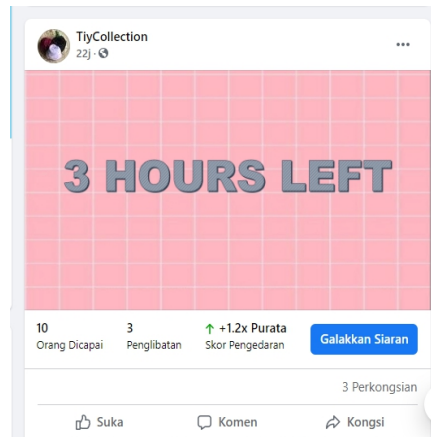 TiyCollection
22j ·
3 HOURS LEFT
10
Orang Dicapai
3
Penglibatan
↑ +1.2x Purata
Skor Pengedaran
Galakkan Siaran
3 Perkongsian
Suka
Komen
Kongsi